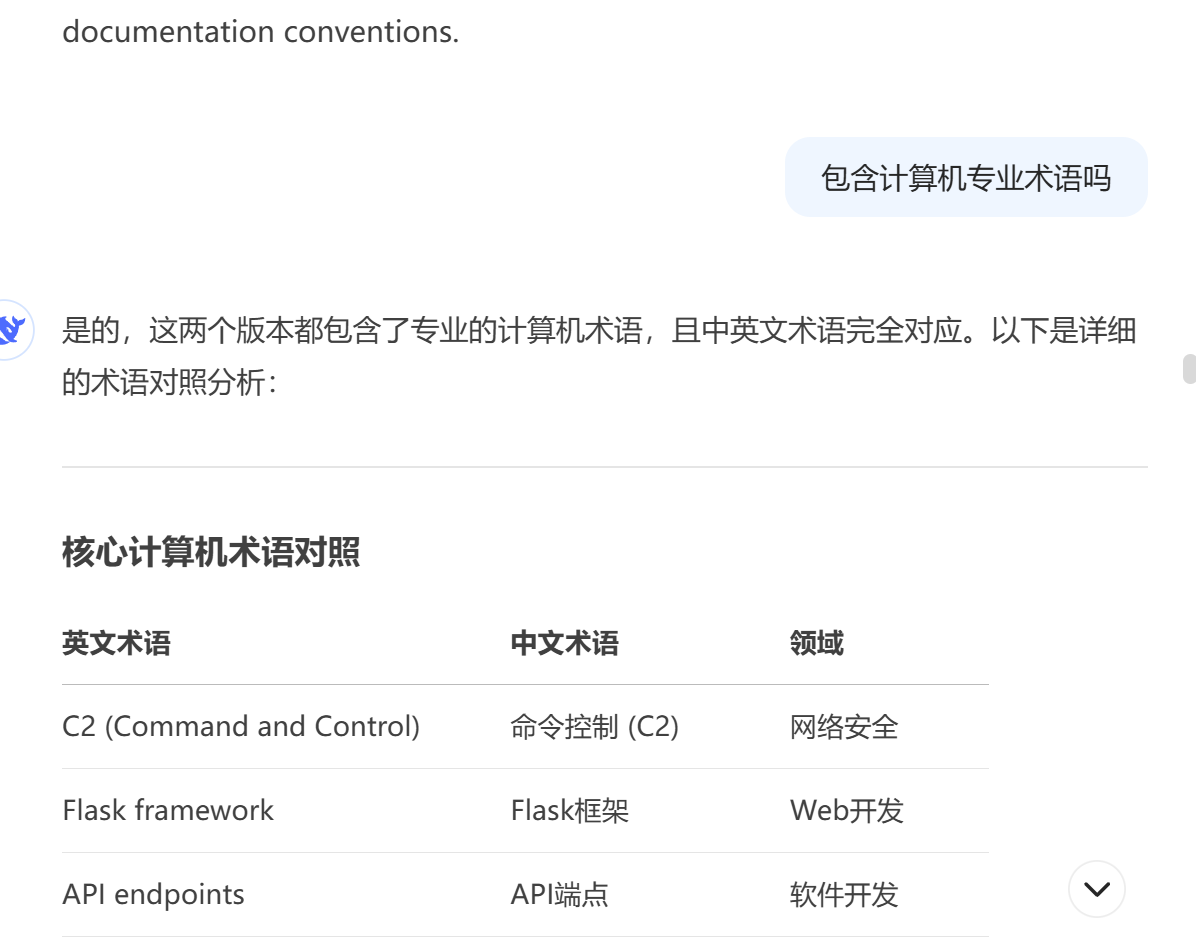 documentation conventions.
包含计算机专业术语吗
是的，这两个版本都包含了专业的计算机术语，且中英文术语完全对应。以下是详细
的术语对照分析：
核心计算机术语对照
英文术语 中文术语 领域
C2 (Command and Control) 命令控制 (C2) 网络安全
Flask framework Flask框架 Web开发
API endpoints API端点 软件开发